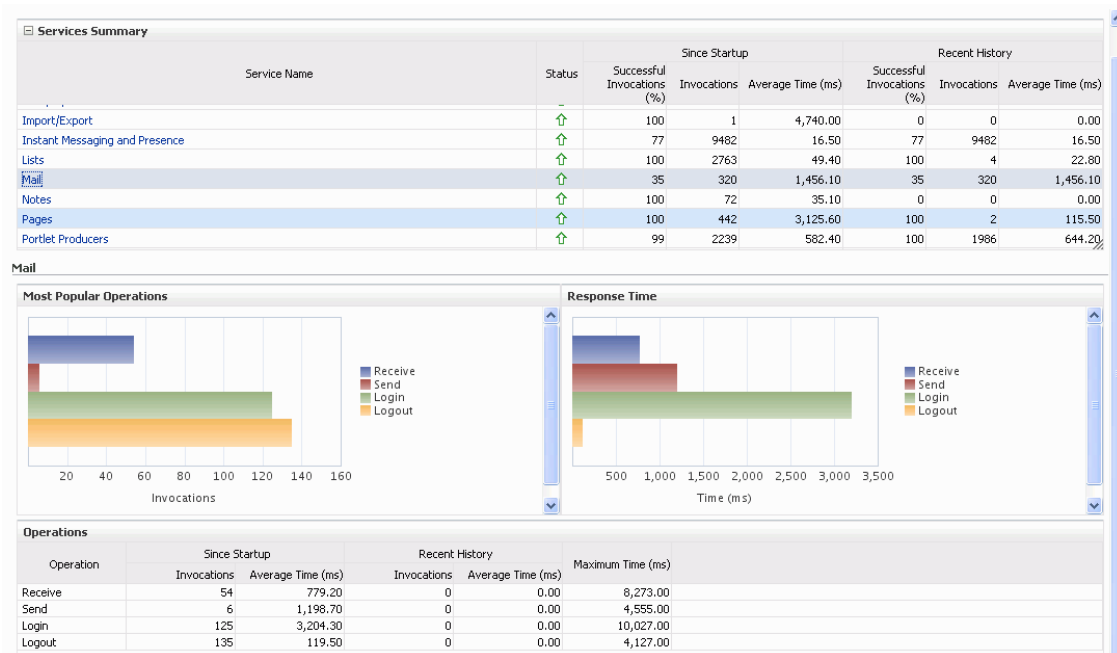 Services Summary
Since Startup Recent History
Service Name Status Successful Invocations (%) Invocations Average Time (ms) Successful Invocations (%) Invocations Average Time (ms)
Import/Export 100 1 4,740.00 0 0 0.00
Instant Messaging and Presence 77 9482 16.50 77 9482 16.50
Lists 100 2763 49.40 100 4 22.80
Mail 35 320 1,456.10 35 320 1,456.10
Notes 100 72 35.10 0 0 0.00
Pages 100 442 3,125.60 100 2 115.50
Portlet Producers 99 2239 582.40 100 1986 644.20
Mail
Most Popular Operations
Receive
Send
Login
Logout
20 40 60 80 100 120 140 160
Invocations
Response Time
Receive
Send
Login
Logout
500 1,000 1,500 2,000 2,500 3,000 3,500
Time (ms)
Operations
Operation Since Startup Recent History Maximum Time (ms)
Invocations Average Time (ms) Invocations Average Time (ms)
Receive 54 779.20 0 0.00 8,273.00
Send 6 1,198.70 0 0.00 4,555.00
Login 125 3,204.30 0 0.00 10,027.00
Logout 135 119.50 0 0.00 4,127.00